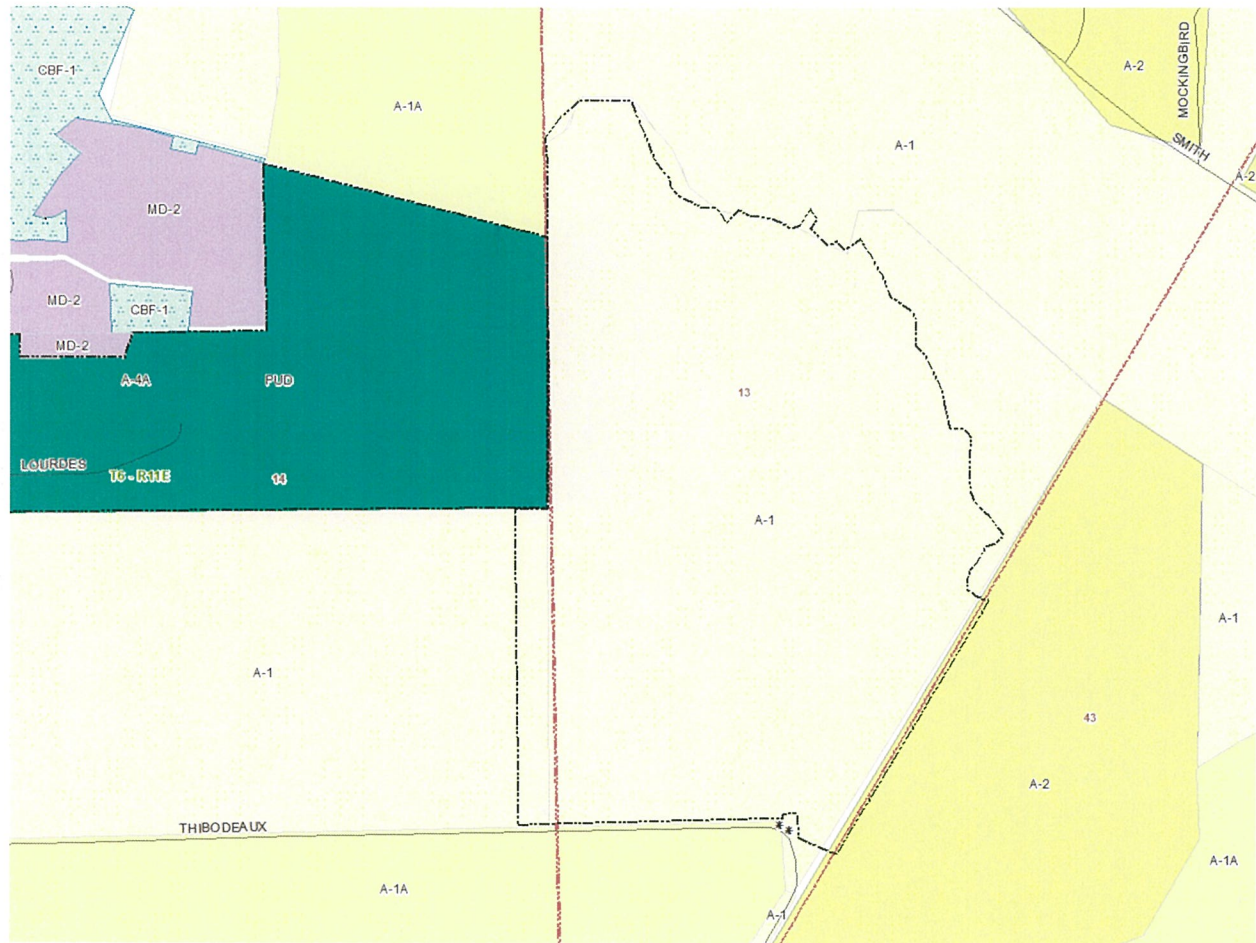 CBF-1
A-1A
A-2
MOCKINGBIRD
A-1
SMITH
A-2
MD-2
MD-2
CBF-1
MD-2
A-4A
PUD
13
LOURDES
T6 - R11E
14
A-1
A-1
A-1
43
A-2
THIBODEAUX
A-1A
A-1A
A-1